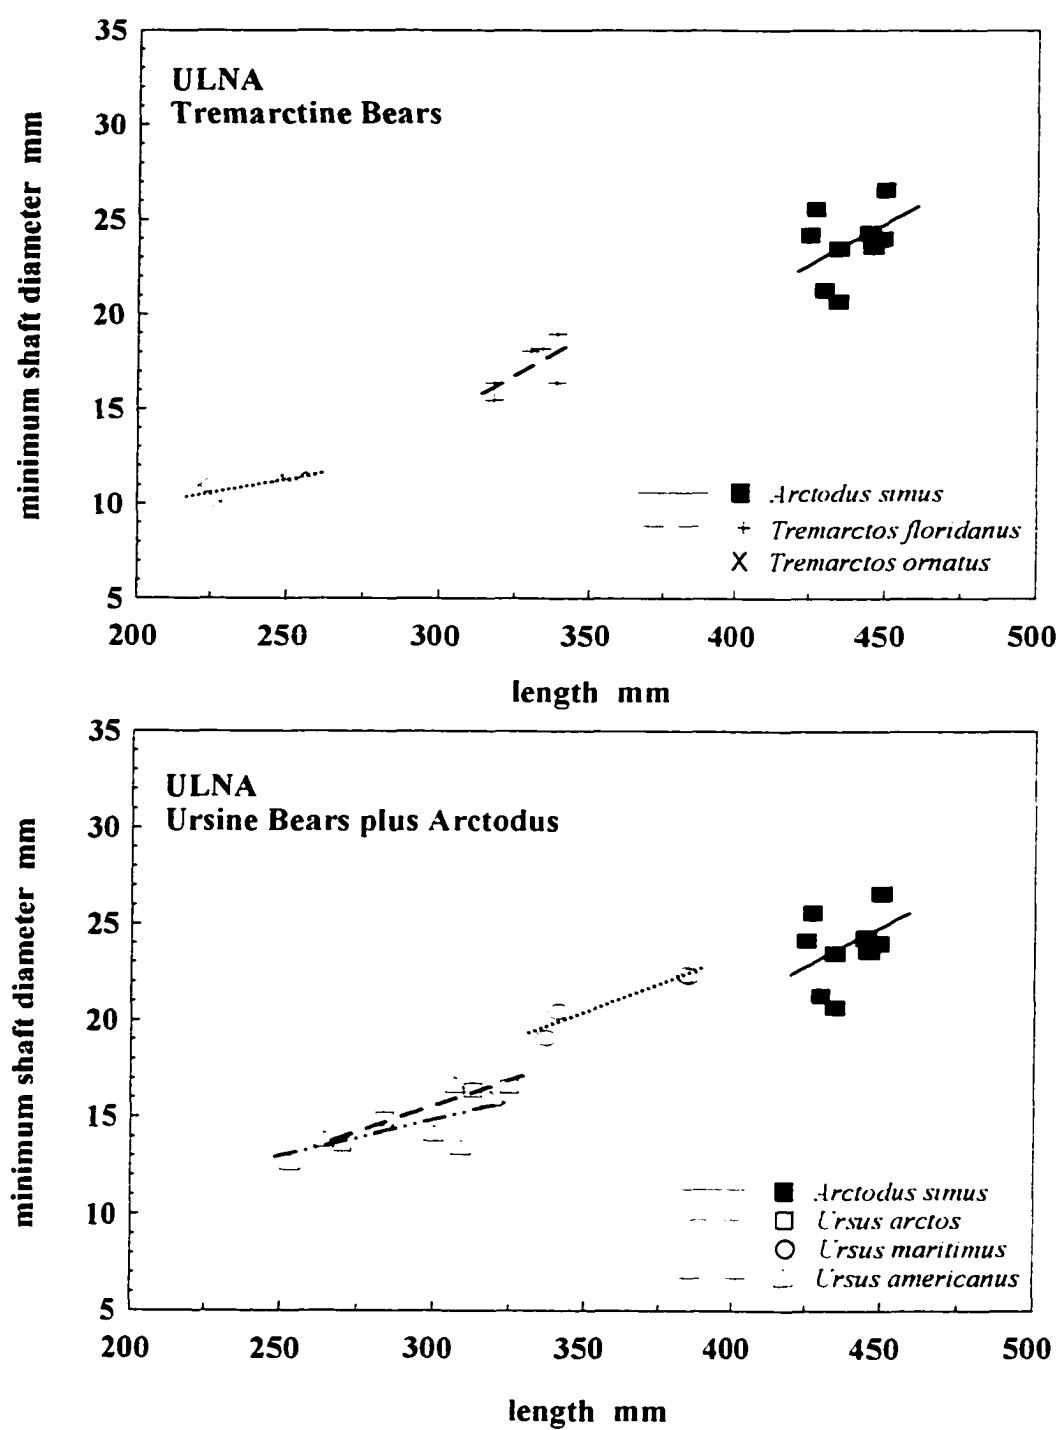 35
ULNA
Tremarctine Bears
30
25
20
15
10
5
minimum shaft diameter mm
Arctodus simus
Tremarctos floridanus
Tremarctos ornatus
200 250 300 350 400 450 500
length mm
35
ULNA
Ursine Bears plus Arctodus
30
25
20
15
10
5
minimum shaft diameter mm
Arctodus simus
Ursus arctos
Ursus maritimus
Ursus americanus
200 250 300 350 400 450 500
length mm